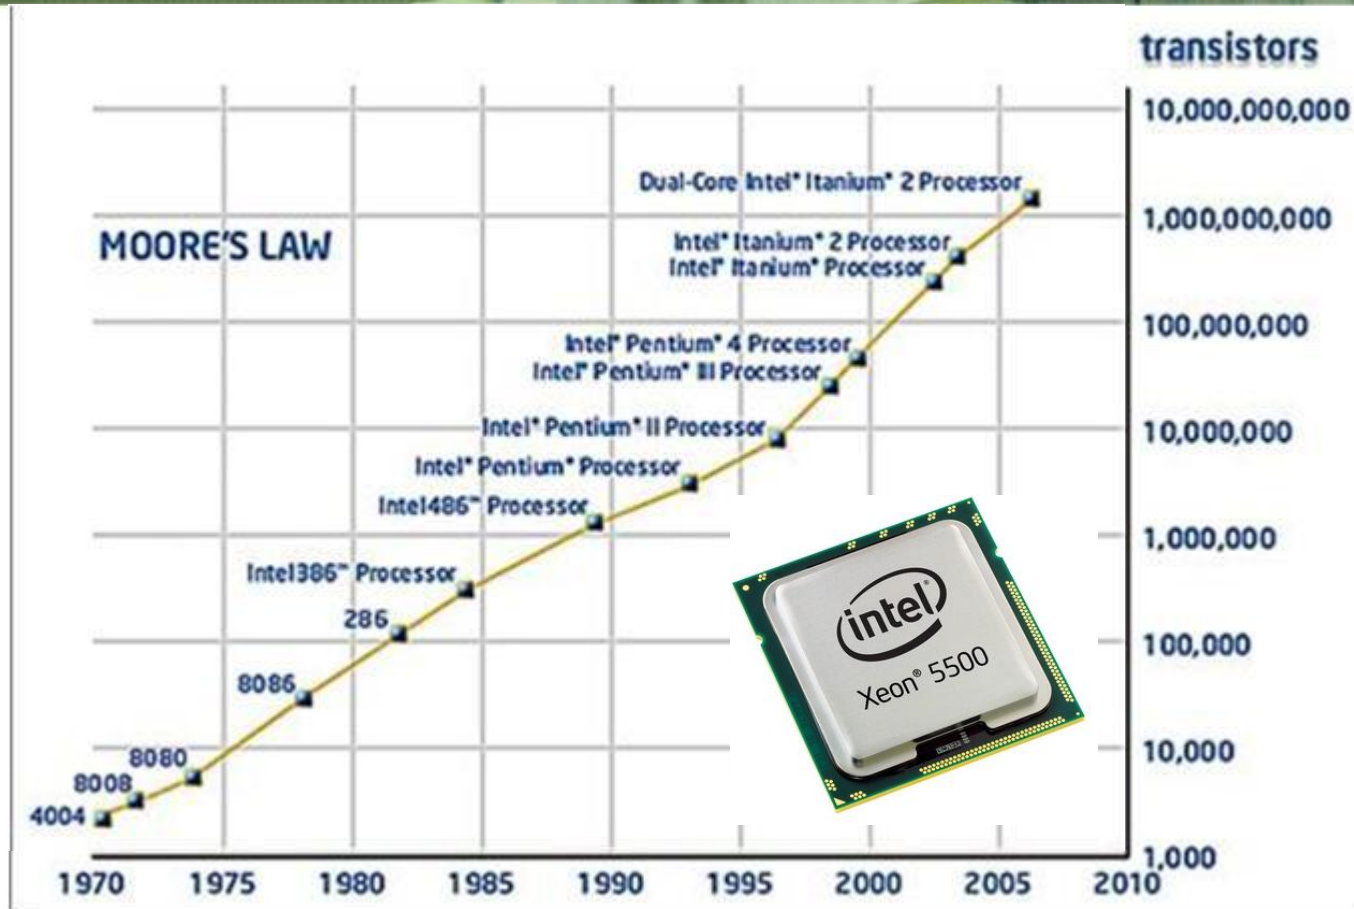 transistors
10,000,000,000
Dual-Core Intel® Itanium® 2 Processor
1,000,000,000
MOORE'S LAW
Intel® Itanium® 2 Processor
Intel® Itanium® Processor
100,000,000
Intel® Pentium® 4 Processor
Intel® Pentium® III Processor
Intel® Pentium® II Processor
10,000,000
Intel® Pentium® Processor
Intel486™ Processor
1,000,000
Intel386™ Processor
286
100,000
8086
intel®
Xeon® 5500
10,000
8080
8008
4004
1,000
1970 1975 1980 1985 1990 1995 2000 2005 2010